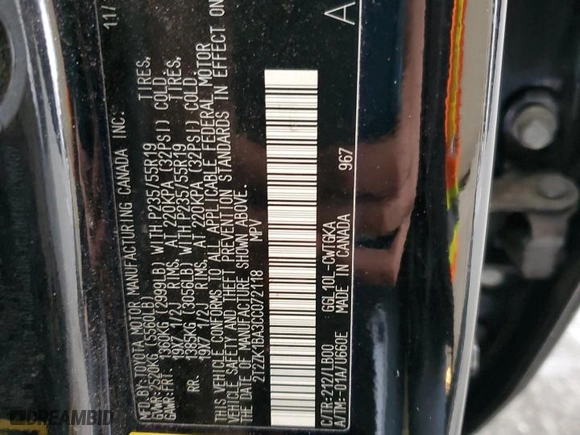 MFD. BY: TOYOTA MOTOR MANUFACTURING CANADA INC. 11/
GVWR:2520KG (5560LB)
GAWR: FRT. 1360KG (2999LB) WITH P235/55R19 TIRES,
19X7 1/2J RIMS, AT 220KPA (32PSI) COLD.
RR. 1385KG (3056LB) WITH P235/55R19 TIRES,
19X7 1/2J RIMS, AT 220KPA (32PSI) COLD.
THIS VEHICLE CONFORMS TO ALL APPLICABLE FEDERAL MOTOR
VEHICLE SAFETY AND THEFT PREVENTION STANDARDS IN EFFECT ON
THE DATE OF MANUFACTURE SHOWN ABOVE.
2T2ZK1BA3CC072118 MPV
A
C/TR:212/LB00 GGL10L-CWTGKA
A/TM:-01A/U660E MADE IN CANADA 967
DREAMBID